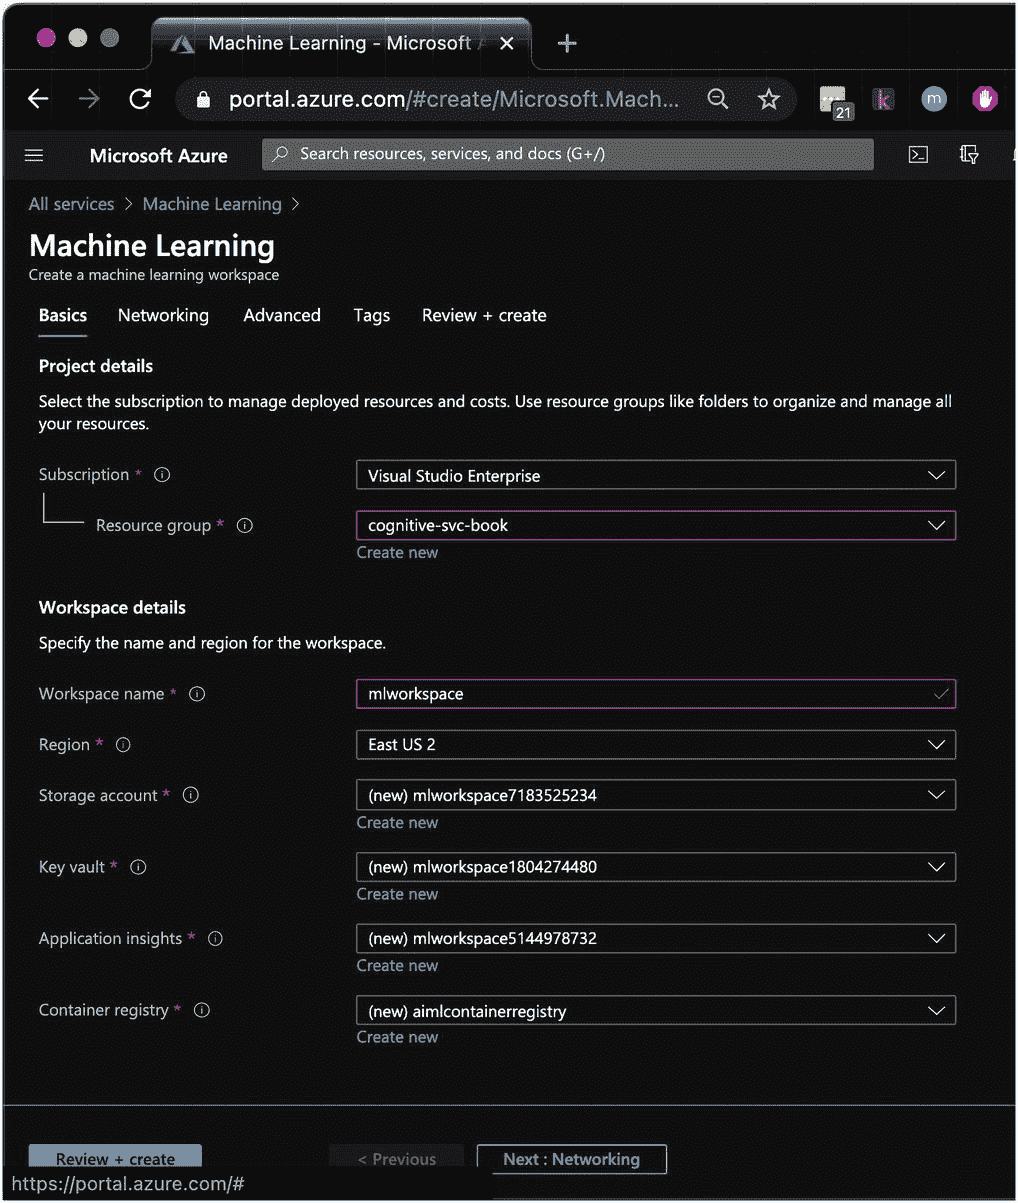 Machine Learning - Microsoft A
portal.azure.com/#create/Microsoft.Mach...
21
k
m
Microsoft Azure
Search resources, services, and docs (G+/)
All services > Machine Learning >
Machine Learning
Create a machine learning workspace
Basics Networking Advanced Tags Review + create
Project details
Select the subscription to manage deployed resources and costs. Use resource groups like folders to organize and manage all
your resources.
Subscription * Visual Studio Enterprise
Resource group * cognitive-svc-book
Create new
Workspace details
Specify the name and region for the workspace.
Workspace name * mlworkspace
Region * East US 2
Storage account * (new) mlworkspace7183525234
Create new
Key vault * (new) mlworkspace1804274480
Create new
Application insights * (new) mlworkspace5144978732
Create new
Container registry * (new) aimlcontainerregistry
Create new
Review + create < Previous Next : Networking
https://portal.azure.com/#